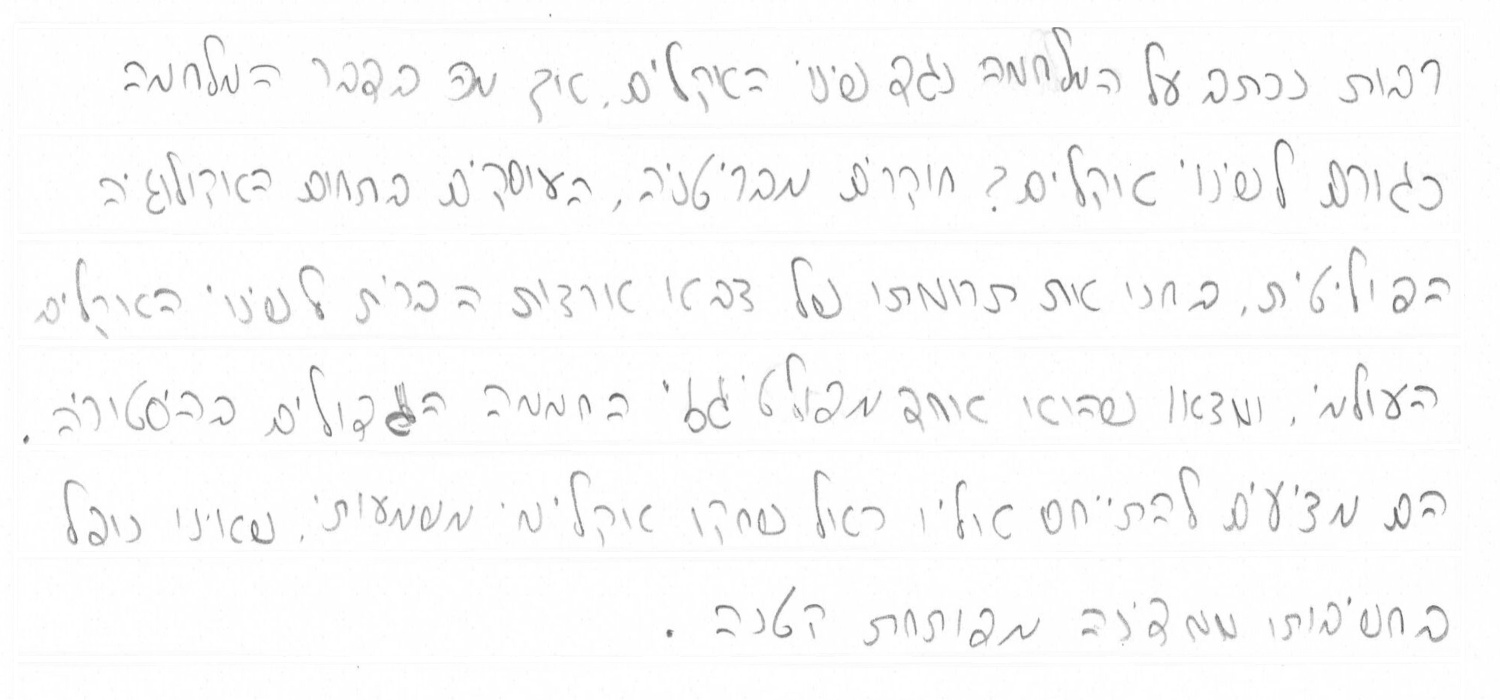 רבות נכתב על המלחמה נגד שינוי האקלים, אך מה בדבר המלחמה
כגורם לשינוי אקלים? חוקרים מבריטניה, העוסקים בתחום האקולוגיה
הפוליטית, בחנו את תרומתו של צבא ארצות הברית לשינוי האקלים
העולמי, ומצאו שהוא אחד מפולטי גזי החממה הגדולים בהיסטוריה.
הם מציעים להתייחס אליו כאל שחקן אקלימי משמעותי, שאינו נופל
בחשיבותו ממדינה מפותחת קטנה.